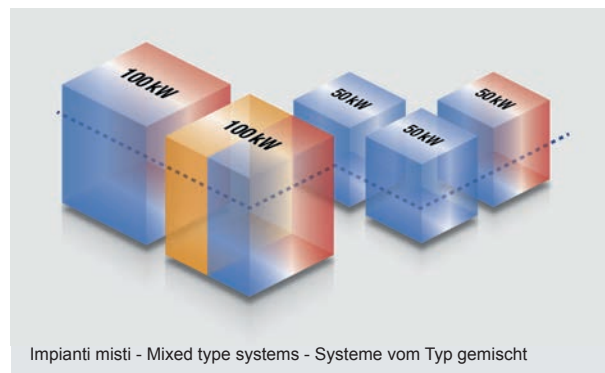 100kW
100kW
50kW
50kW
50kW
Impianti misti - Mixed type systems - Systeme vom Typ gemischt